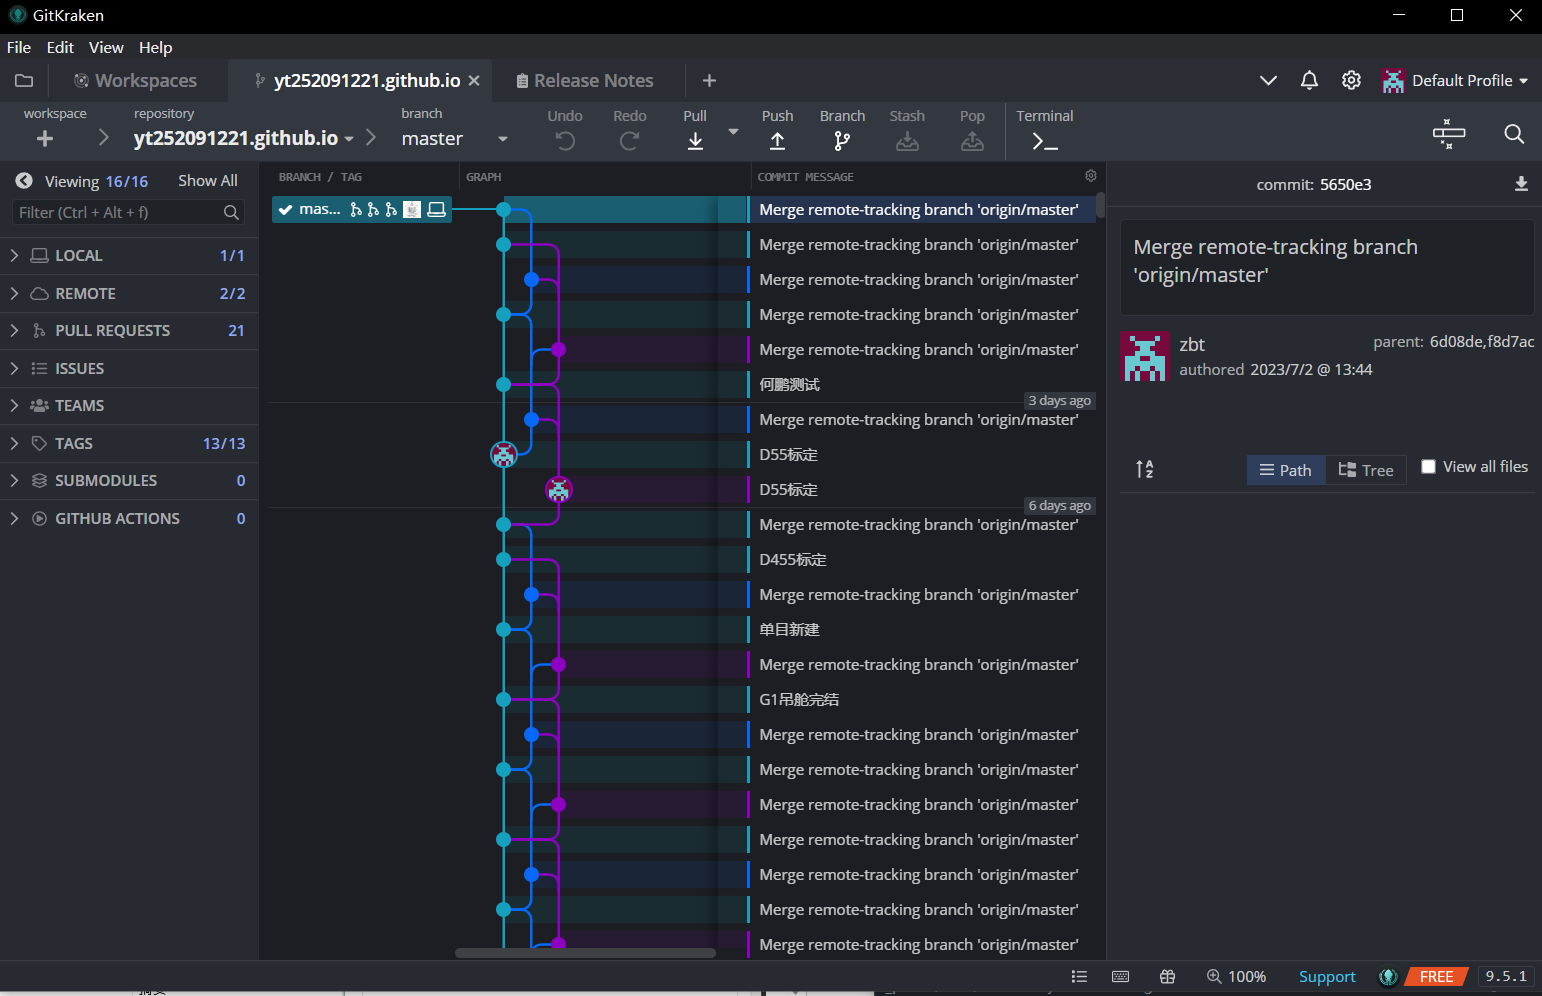 GitKraken
File Edit View Help
Workspaces
yt252091221.github.io
Release Notes
Default Profile
workspace
repository
yt252091221.github.io
branch
master
Undo
Redo
Pull
Push
Branch
Stash
Pop
Terminal
Viewing 16/16 Show All
Filter (Ctrl + Alt + f)
LOCAL 1/1
REMOTE 2/2
PULL REQUESTS 21
ISSUES
TEAMS
TAGS 13/13
SUBMODULES 0
GITHUB ACTIONS 0
BRANCH / TAG GRAPH COMMIT MESSAGE
mas... Merge remote-tracking branch 'origin/master'
Merge remote-tracking branch 'origin/master'
Merge remote-tracking branch 'origin/master'
Merge remote-tracking branch 'origin/master'
Merge remote-tracking branch 'origin/master'
何鹏测试
3 days ago
Merge remote-tracking branch 'origin/master'
D55标定
D55标定
6 days ago
Merge remote-tracking branch 'origin/master'
D455标定
Merge remote-tracking branch 'origin/master'
单目新建
Merge remote-tracking branch 'origin/master'
G1吊舱完结
Merge remote-tracking branch 'origin/master'
Merge remote-tracking branch 'origin/master'
Merge remote-tracking branch 'origin/master'
Merge remote-tracking branch 'origin/master'
Merge remote-tracking branch 'origin/master'
Merge remote-tracking branch 'origin/master'
Merge remote-tracking branch 'origin/master'
commit: 5650e3
Merge remote-tracking branch
'origin/master'
zbt
parent: 6d08de,f8d7ac
authored 2023/7/2 @ 13:44
A
Z
Path
Tree
View all files
100%
Support
FREE
9.5.1